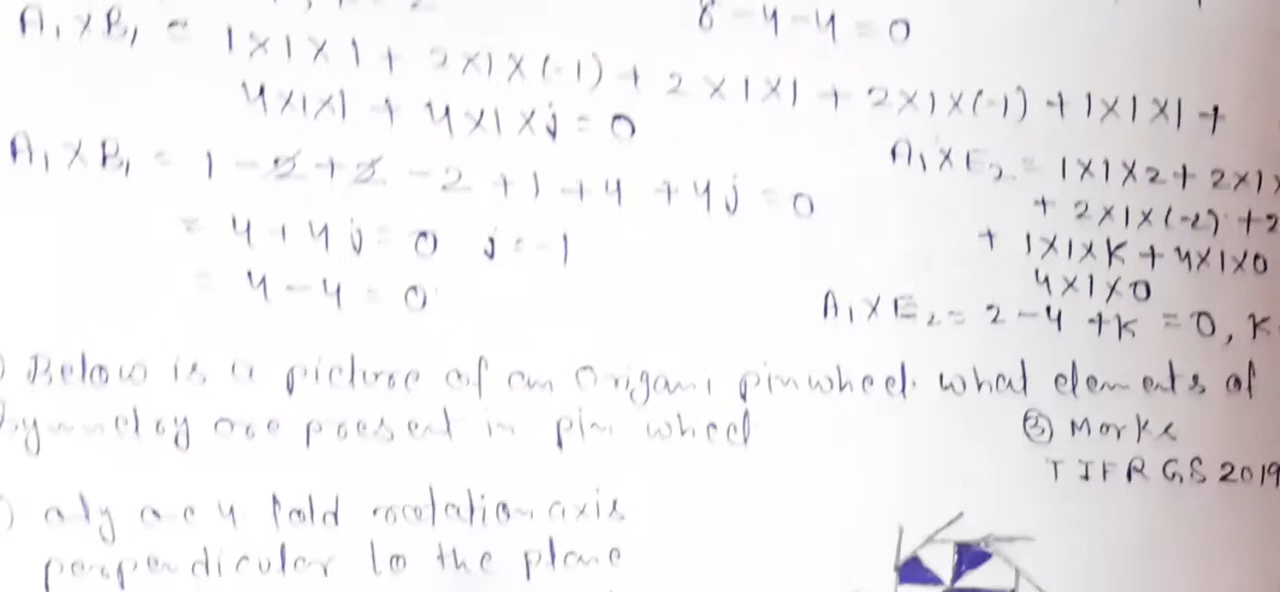 8 - 4 - 4 = 0
A₁ × B₁ = 1×1×1 + 2×1×(-1) + 2×1×1 + 2×1×(-1) + 1×1×1 +
4×1×1 + 4×1×j = 0
A₁ × B₁ = 1 - 2 + 2 - 2 + 1 + 4 + 4j = 0
= 4 + 4j = 0 j = -1
= 4 - 4 = 0
A₁ × E₂ = 1×1×2 + 2×1×
+ 2×1×(-2) + 2
+ 1×1×K + 4×1×0
4×1×0
A₁ × E₂ = 2 - 4 + K = 0, K
Below is a picture of an Origami pinwheel. what elements of
symmetry are present in pin wheel
③ Marks
TIFR GS 2019
only one 4 fold rotation axis
perpendicular to the plane